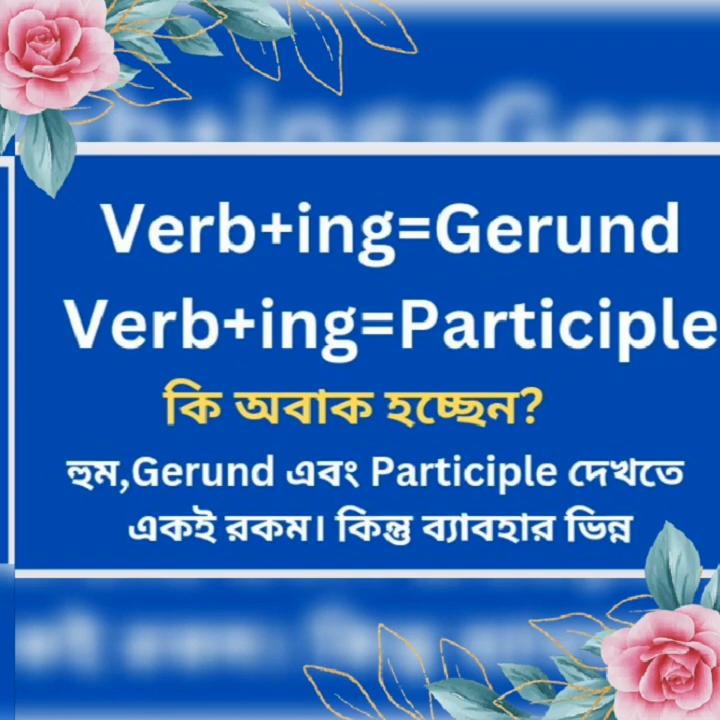 Verb+ing=Gerund
Verb+ing=Participle
কি অবাক হচ্ছেন?
হুম,Gerund এবং Participle দেখতে
একই রকম। কিন্তু ব্যাবহার ভিন্ন